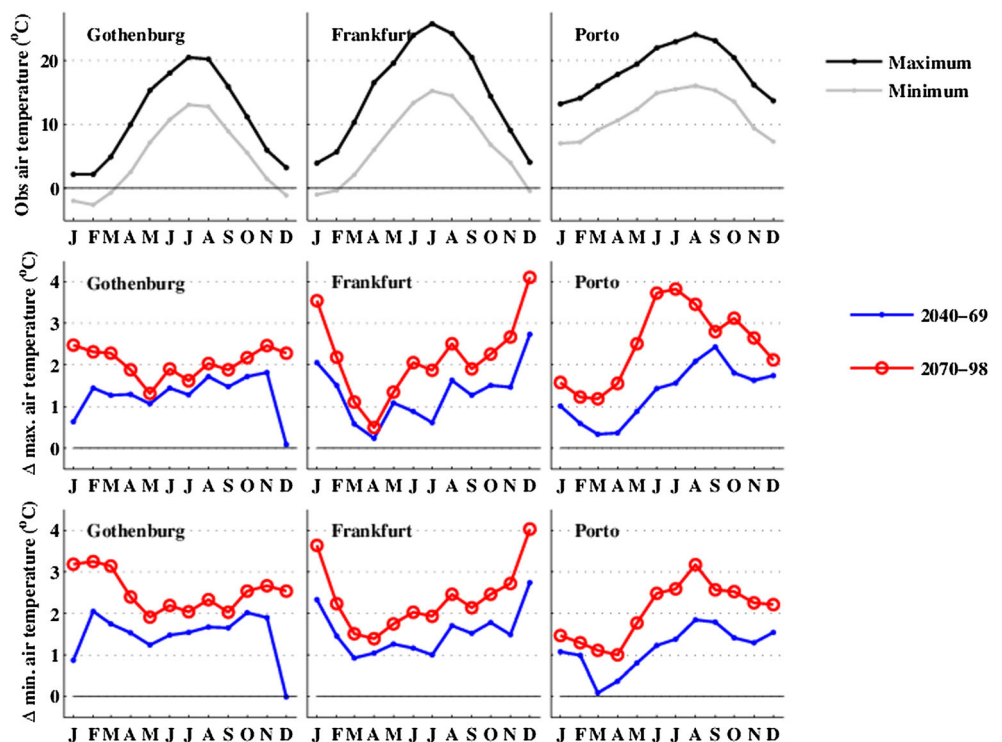 Obs air temperature (°C)
Gothenburg
Frankfurt
Porto
20
10
0
J F M A M J J A S O N D
J F M A M J J A S O N D
J F M A M J J A S O N D
Maximum
Minimum
Δ max. air temperature (°C)
Gothenburg
Frankfurt
Porto
4
3
2
1
0
J F M A M J J A S O N D
J F M A M J J A S O N D
J F M A M J J A S O N D
2040–69
2070–98
Δ min. air temperature (°C)
Gothenburg
Frankfurt
Porto
4
3
2
1
0
J F M A M J J A S O N D
J F M A M J J A S O N D
J F M A M J J A S O N D